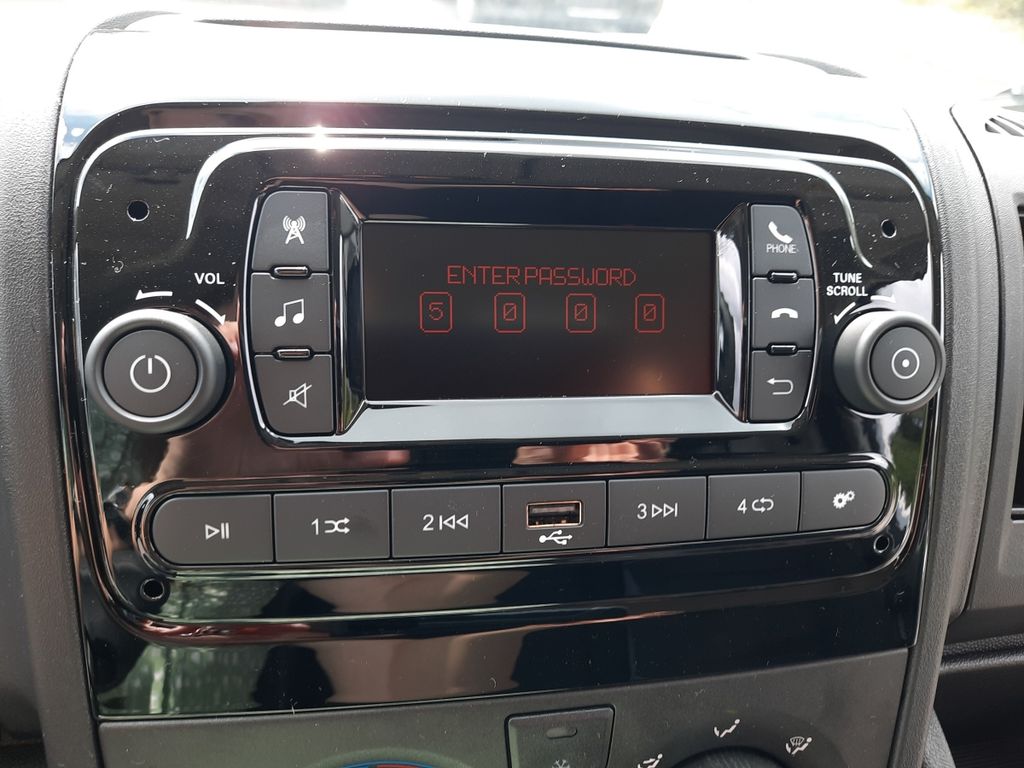 ENTER PASSWORD
5 0 0 0
VOL
PHONE
TUNE
SCROLL
1 2 3 4